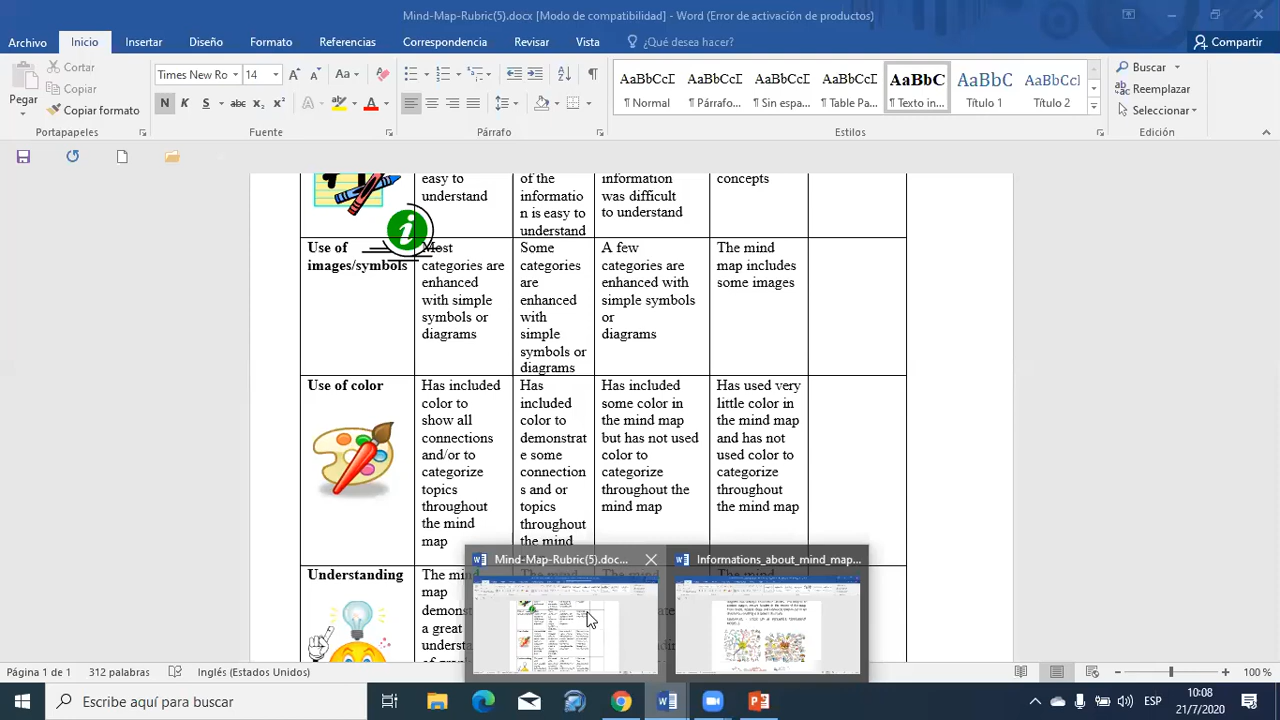 Mind-Map-Rubric(5).docx [Modo de compatibilidad] - Word (Error de activación de productos)
Archivo Inicio Insertar Diseño Formato Referencias Correspondencia Revisar Vista ¿Qué desea hacer? Compartir
Pegar
Cortar
Copiar
Copiar formato
Portapapeles
Times New Ro 14
Fuente
Párrafo
AaBbCcD AaBbCcD AaBbCcD AaBbCcD AaBbC AaBbCcD AaBbCcD
¶ Normal ¶ Párrafo... ¶ Sin espa... ¶ Table Pa... ¶ Texto in... Título 1 Título 2
Estilos
Buscar
Reemplazar
Seleccionar
Edición
easy to
understand
of the
informatio
n is easy to
understand
information
was difficult
to understand
concepts
Use of
images/symbols
Most
categories are
enhanced
with simple
symbols or
diagrams
Some
categories
are
enhanced
with
simple
symbols or
diagrams
A few
categories are
enhanced with
simple symbols
or
diagrams
The mind
map includes
some images
Use of color
Has included
color to
show all
connections
and/or to
categorize
topics
throughout
the mind
map
Has
included
color to
demonstrat
e some
connection
s and or
topics
throughout
the mind
Has included
some color in
the mind map
but has not used
color to
categorize
throughout the
mind map
Has used very
little color in
the mind map
and has not
used color to
categorize
throughout
the mind map
Understanding
The mind
map
demons
a great
unders
Mind-Map-Rubric(5).doc...
Informations_about_mind_map...
Página 1 de 1 312 palabras Inglés (Estados Unidos) 100 %
Escribe aquí para buscar
ESP
10:08
21/7/2020